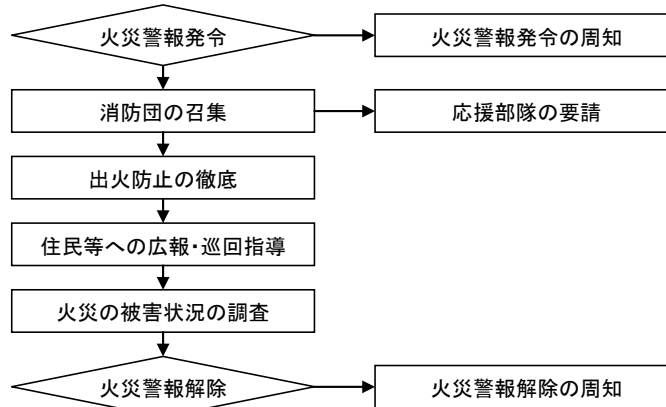 火災警報発令
火災警報発令の周知
消防団の召集
応援部隊の要請
出火防止の徹底
住民等への広報・巡回指導
火災の被害状況の調査
火災警報解除
火災警報解除の周知